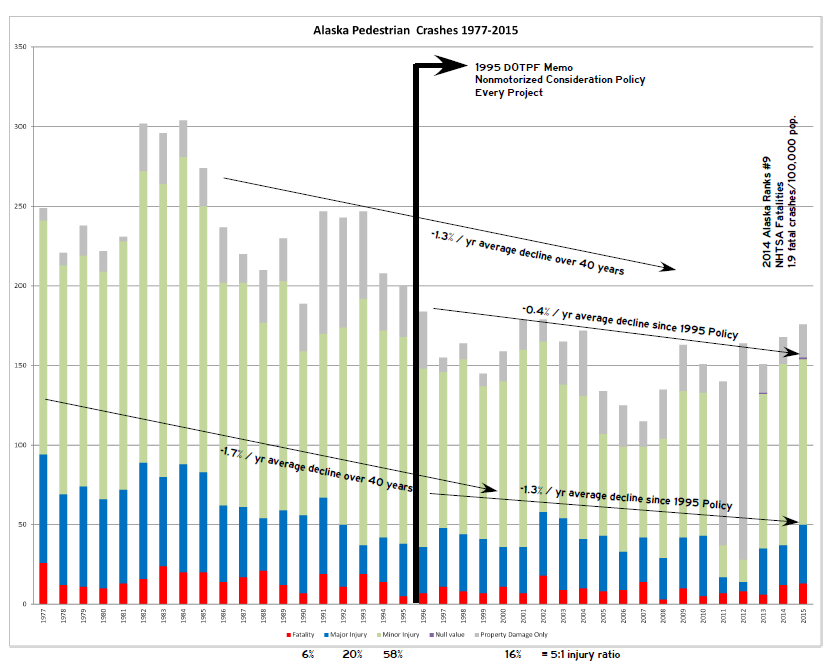 Alaska Pedestrian Crashes 1977-2015
350
300
250
200
150
100
50
0
1995 DOTPF Memo
Nonmotorized Consideration Policy
Every Project
2014 Alaska Ranks #9
NHTSA Fatalities
1.9 fatal crashes/100,000 pop.
-1.3% / yr average decline over 40 years
-0.4% / yr average decline since 1995 Policy
-1.7% / yr average decline over 40 years
-1.3% / yr average decline since 1995 Policy
1977 1978 1979 1980 1981 1982 1983 1984 1985 1986 1987 1988 1989 1990 1991 1992 1993 1994 1995 1996 1997 1998 1999 2000 2001 2002 2003 2004 2005 2006 2007 2008 2009 2010 2011 2012 2013 2014 2015
Fatality Major Injury Minor Injury Null value Property Damage Only
6% 20% 58% 16% = 5:1 injury ratio